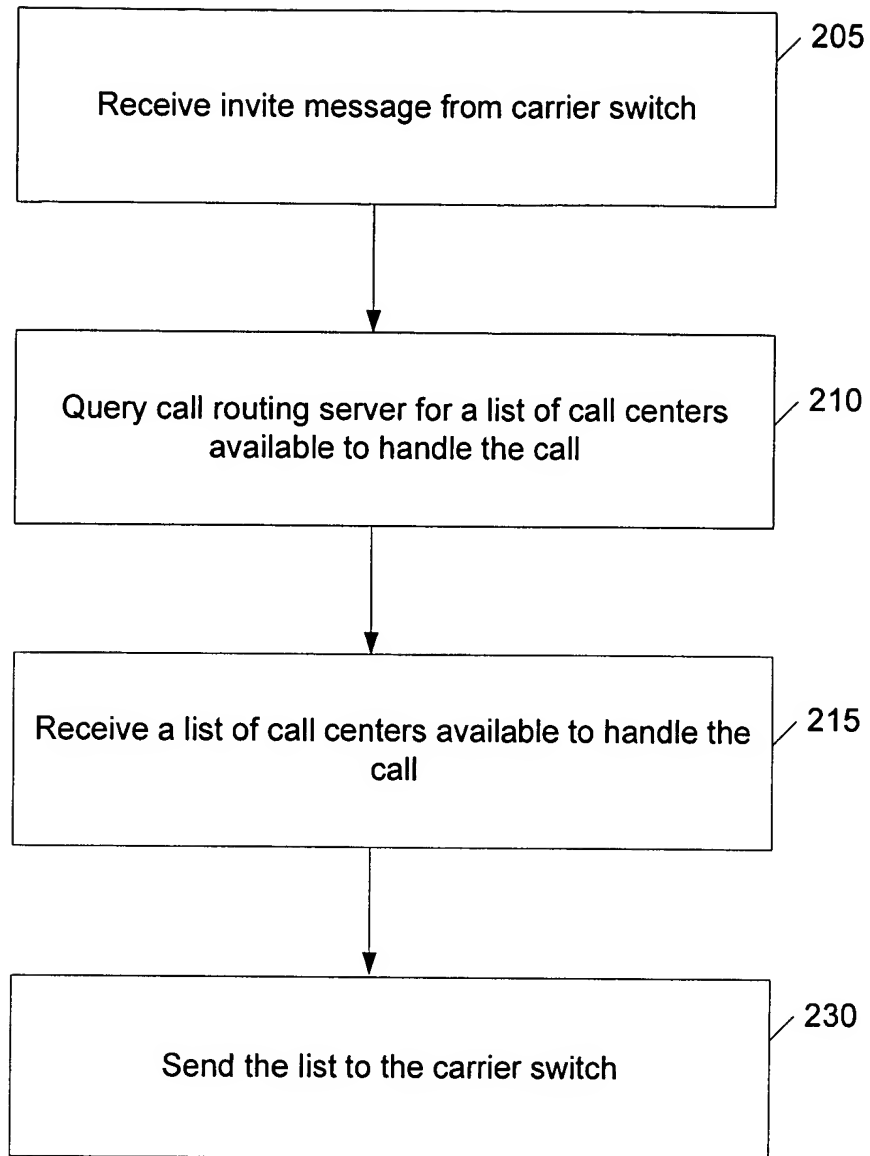 205
Receive invite message from carrier switch
210
Query call routing server for a list of call centers
available to handle the call
215
Receive a list of call centers available to handle the
call
230
Send the list to the carrier switch